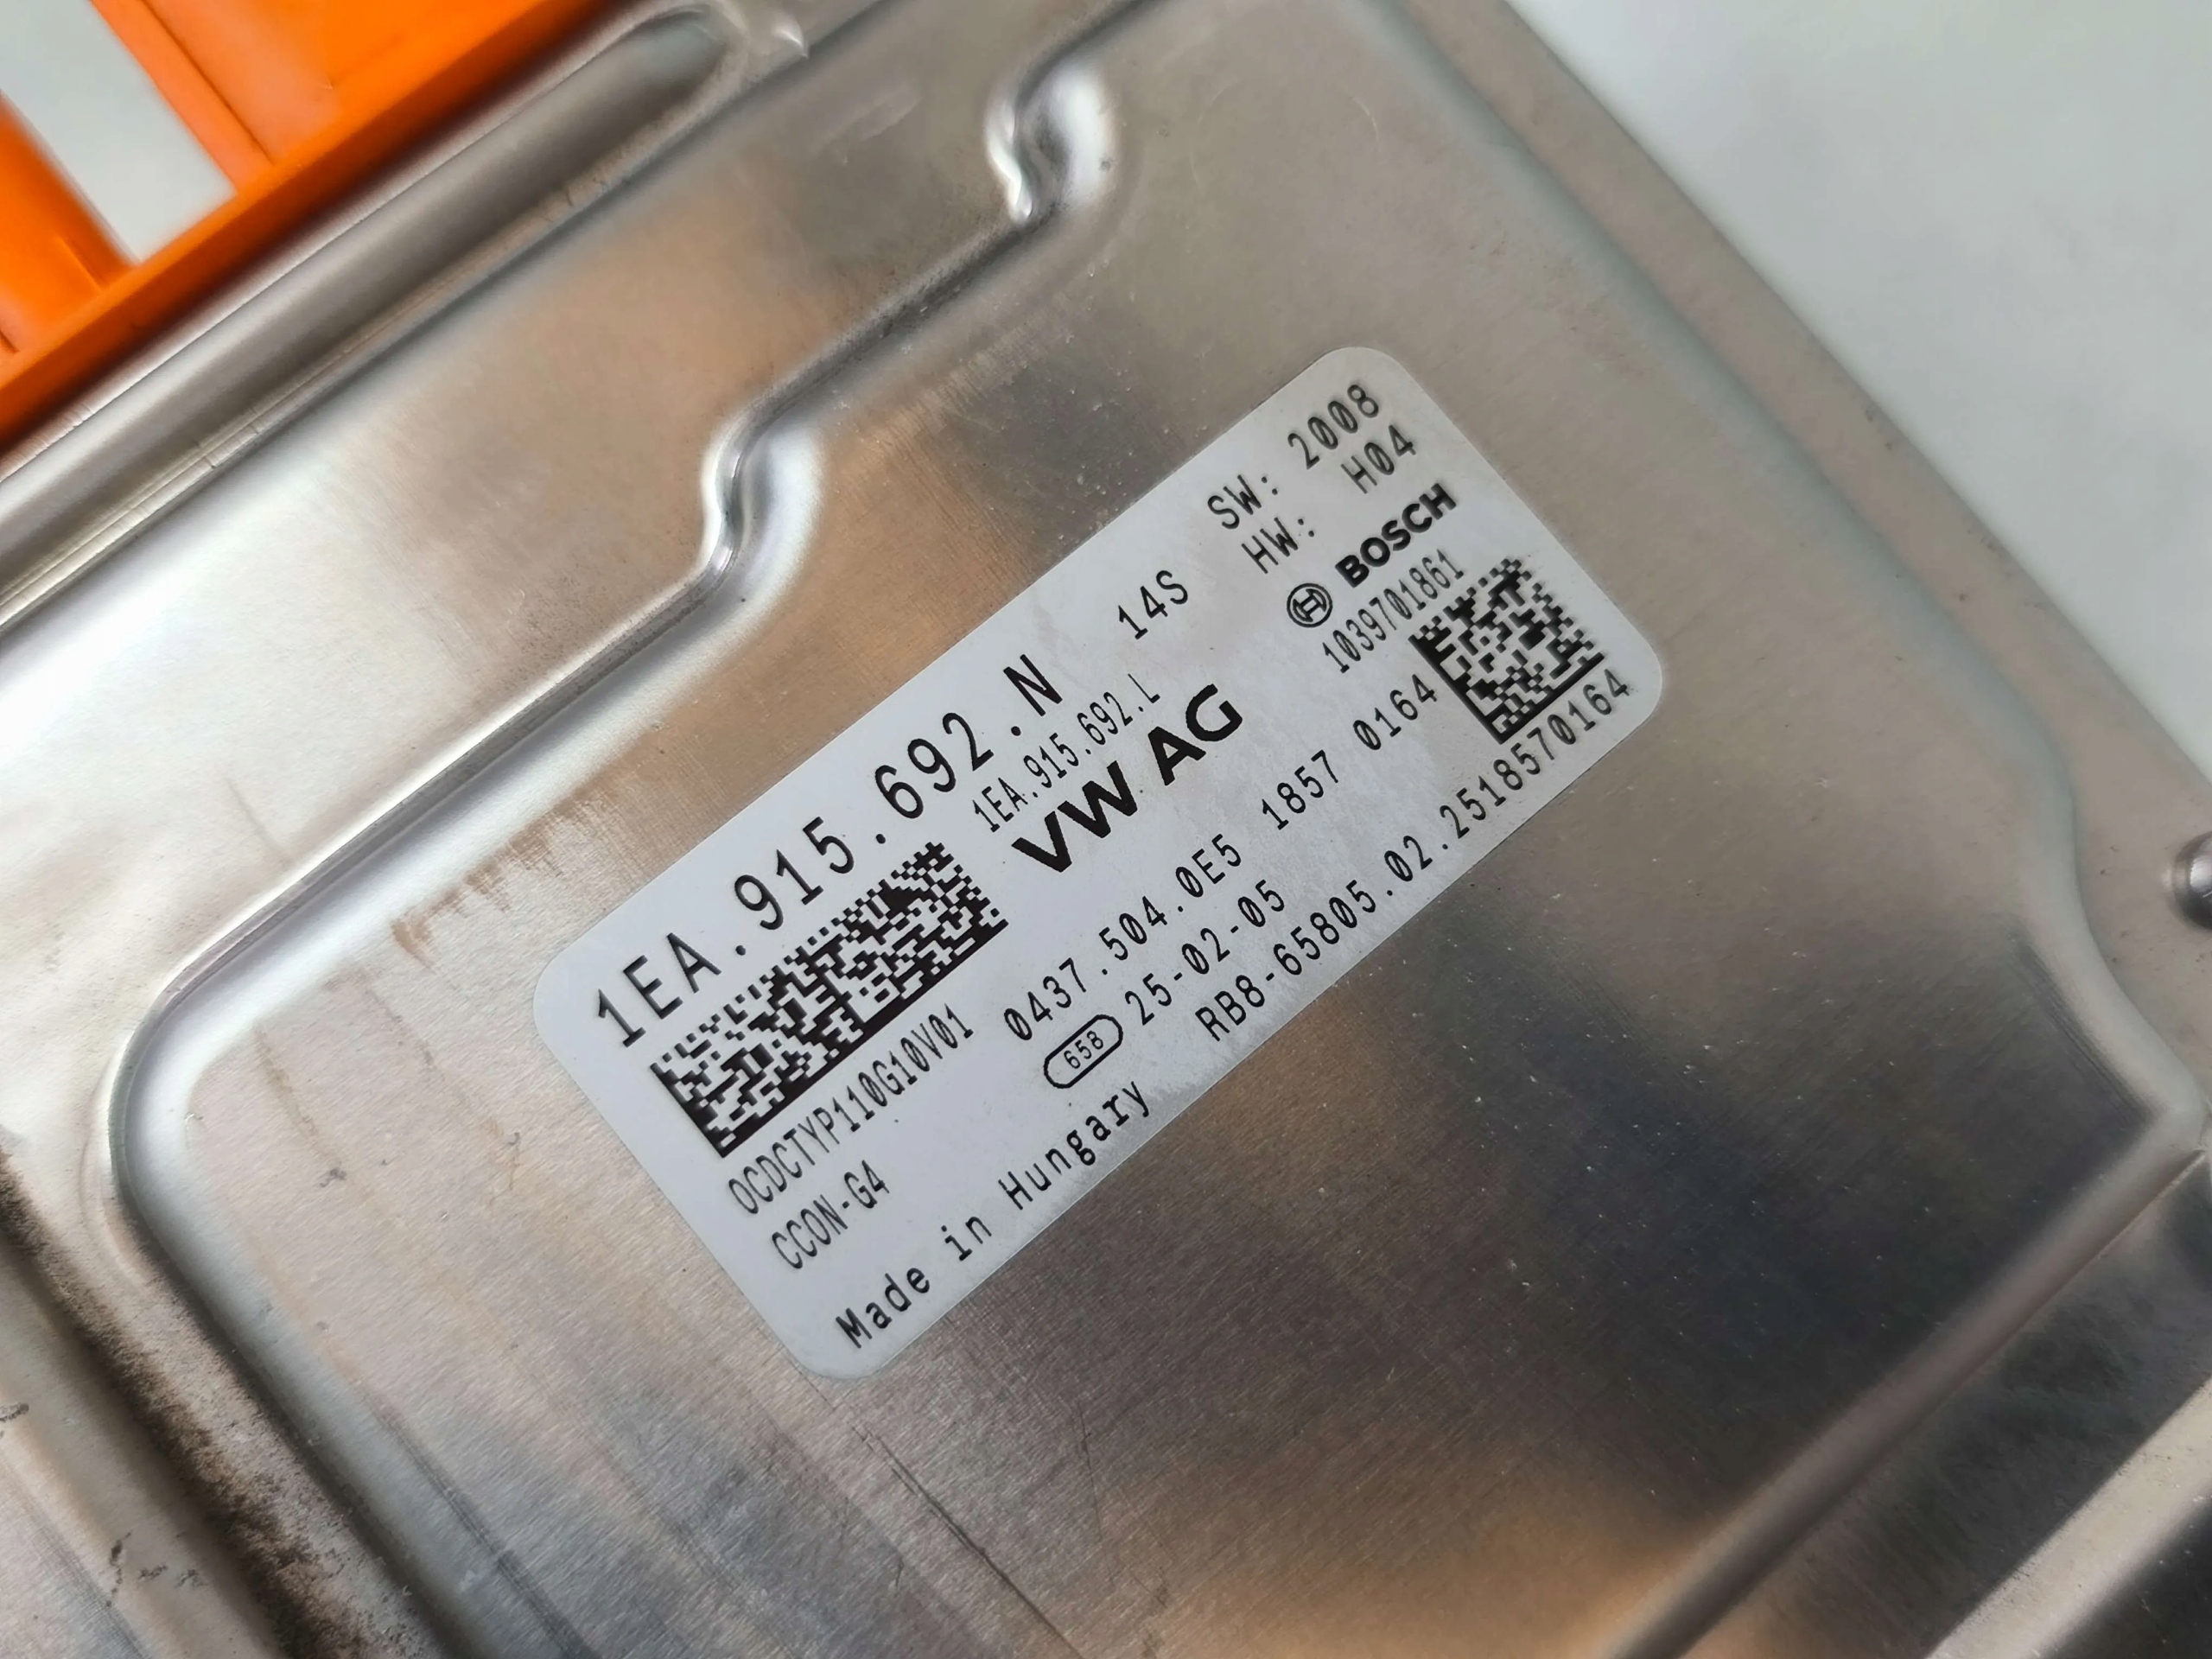 1EA.915.692.N 14S SW: 2008
1EA.915.692.L HW: H04
VW AG BOSCH
1039701861
0CDCTYP110G10V01 0437.504.0E5 1857 0164
CCON-G4 658 25-02-05
Made in Hungary RB8-65805.02.2518570164